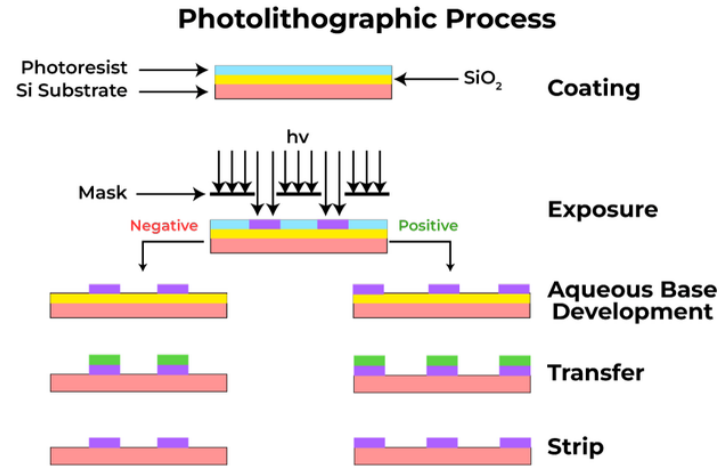 Photolithographic Process
Photoresist
Si Substrate
SiO₂
Coating
hv
Mask
Exposure
Negative
Positive
Aqueous Base
Development
Transfer
Strip